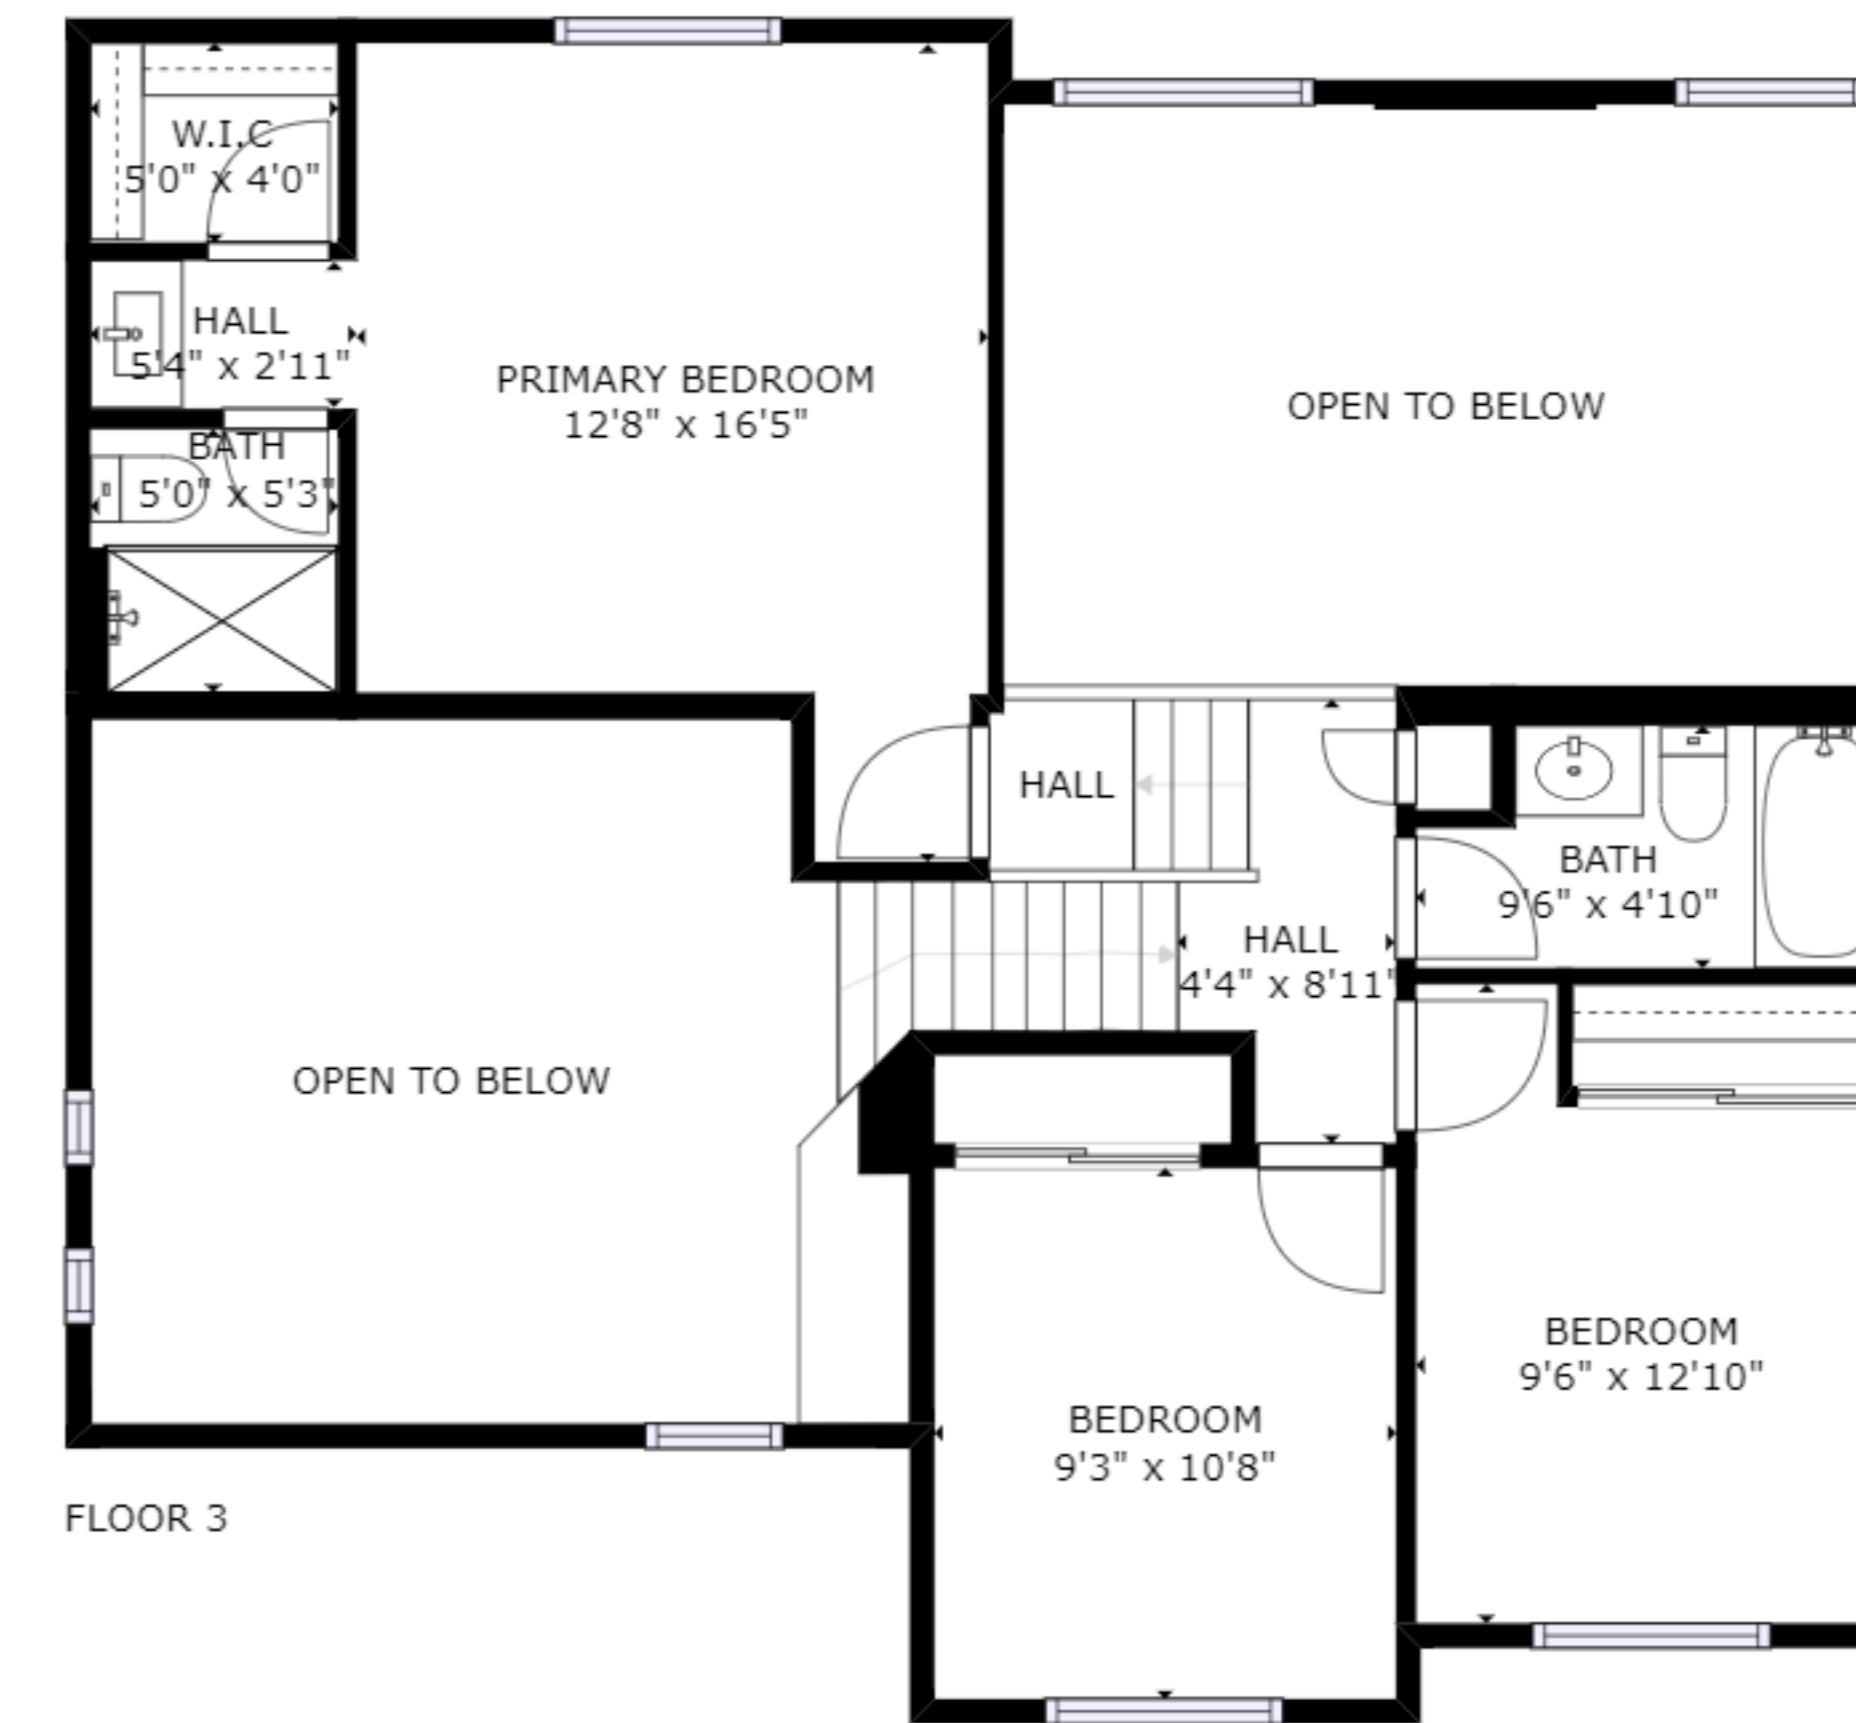 W.I.C
5'0" x 4'0"
HALL
5'4" x 2'11"
PRIMARY BEDROOM
12'8" x 16'5"
OPEN TO BELOW
BATH
5'0" x 5'3"
HALL
BATH
9'6" x 4'10"
HALL
4'4" x 8'11"
OPEN TO BELOW
BEDROOM
9'6" x 12'10"
BEDROOM
9'3" x 10'8"
FLOOR 3